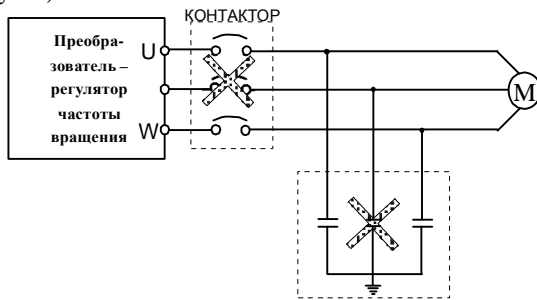 КОНТАКТОР
Преобра-
зователь –
регулятор
частоты
вращения
U
W
M